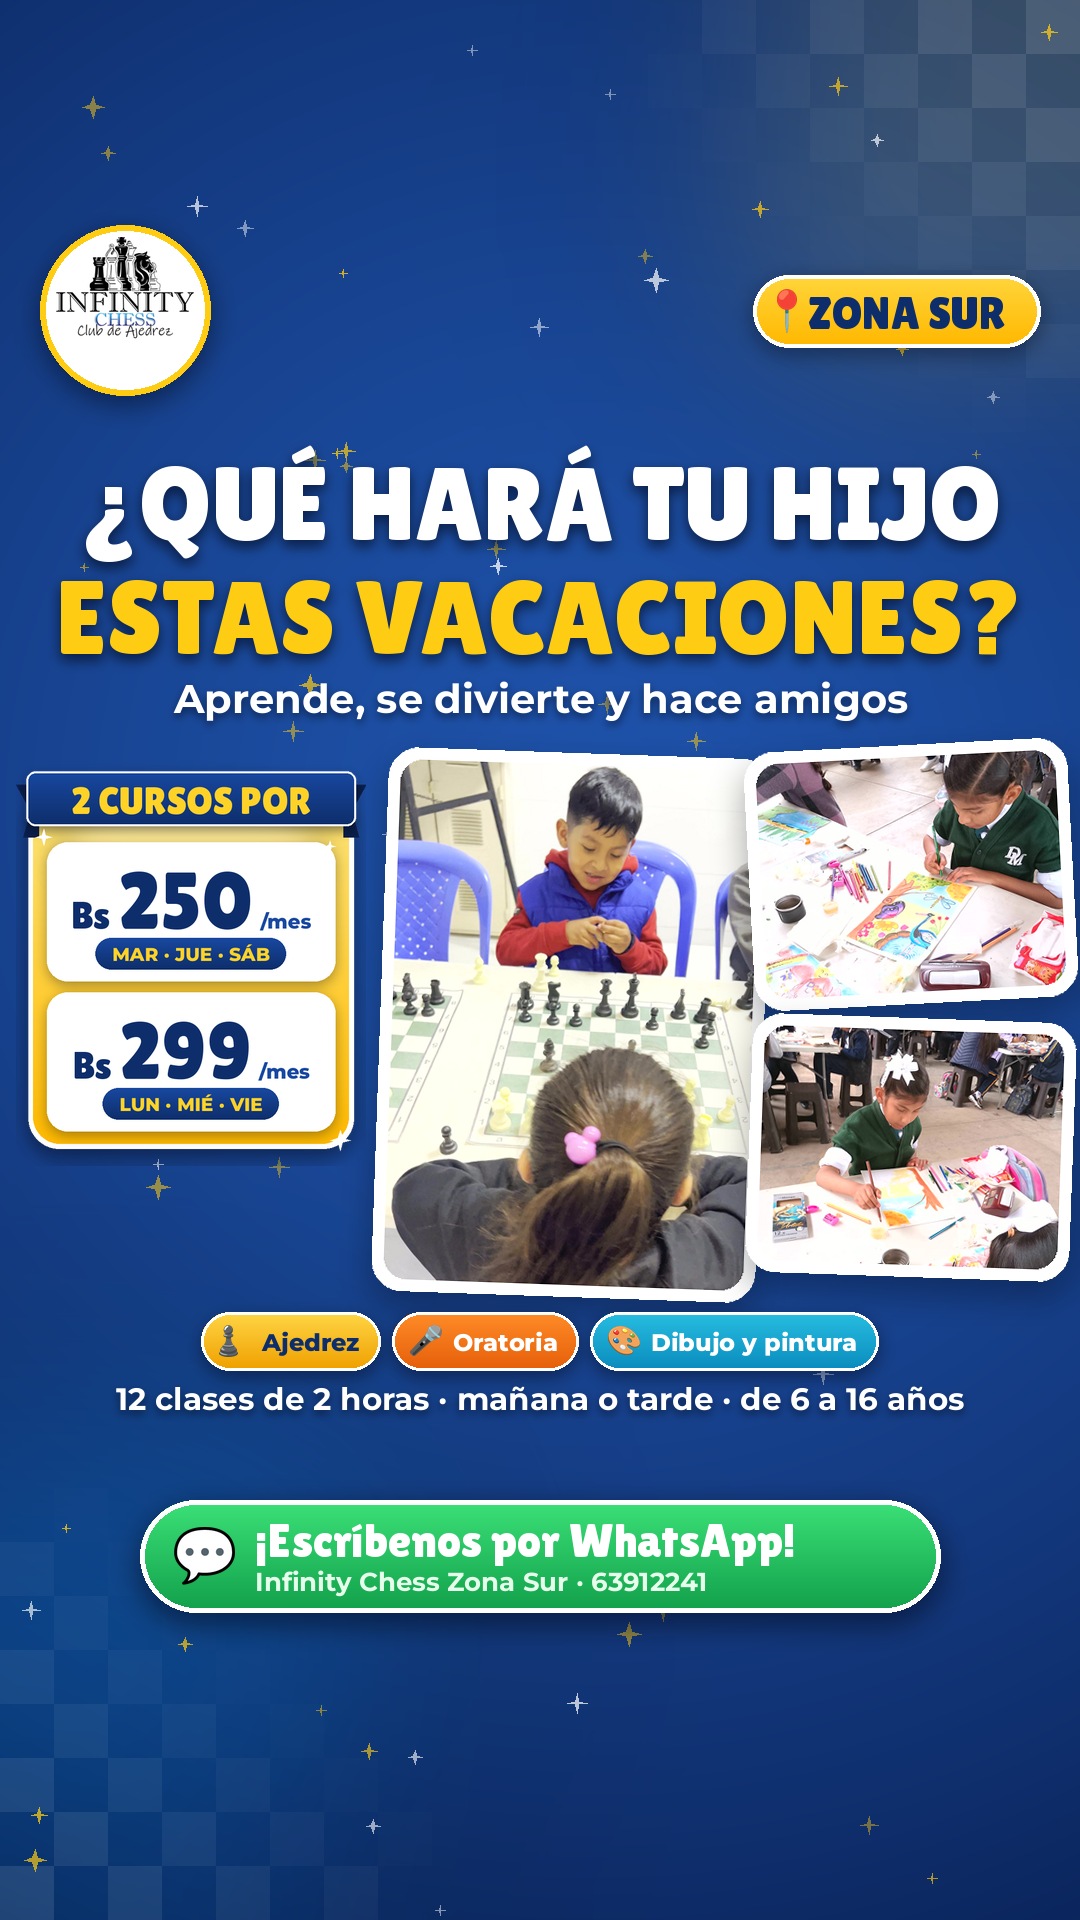 INFINITY
CHESS
Club de Ajedrez
ZONA SUR
¿QUÉ HARÁ TU HIJO
ESTAS VACACIONES?
Aprende, se divierte y hace amigos
2 CURSOS POR
Bs 250 /mes
MAR · JUE · SÁB
Bs 299 /mes
LUN · MIÉ · VIE
DM
Ajedrez
Oratoria
Dibujo y pintura
12 clases de 2 horas · mañana o tarde · de 6 a 16 años
¡Escríbenos por WhatsApp!
Infinity Chess Zona Sur · 63912241